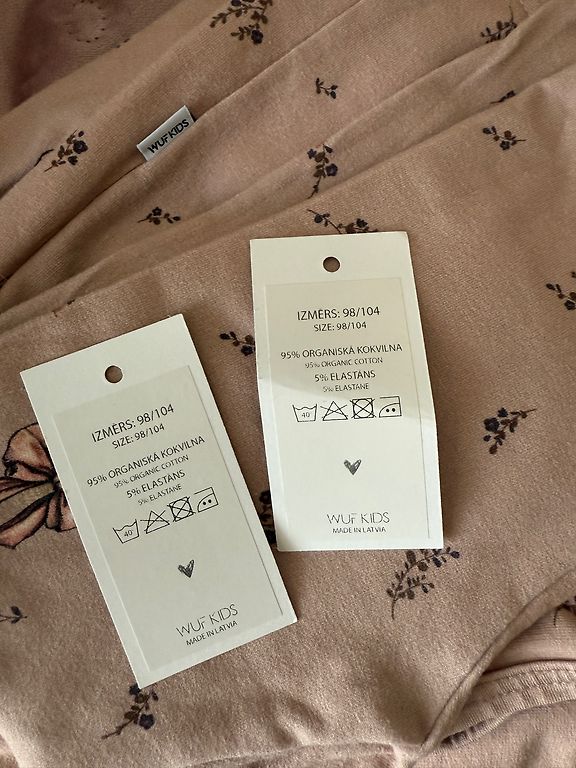 WUF KIDS
IZMĒRS: 98/104
SIZE: 98/104
95% ORGANISKĀ KOKVILNA
95% ORGANIC COTTON
5% ELASTĀNS
5% ELASTANE
40°
WUF KIDS
MADE IN LATVIA
IZMĒRS: 98/104
SIZE: 98/104
95% ORGANISKĀ KOKVILNA
95% ORGANIC COTTON
5% ELASTĀNS
5% ELASTANE
40°
WUF KIDS
MADE IN LATVIA